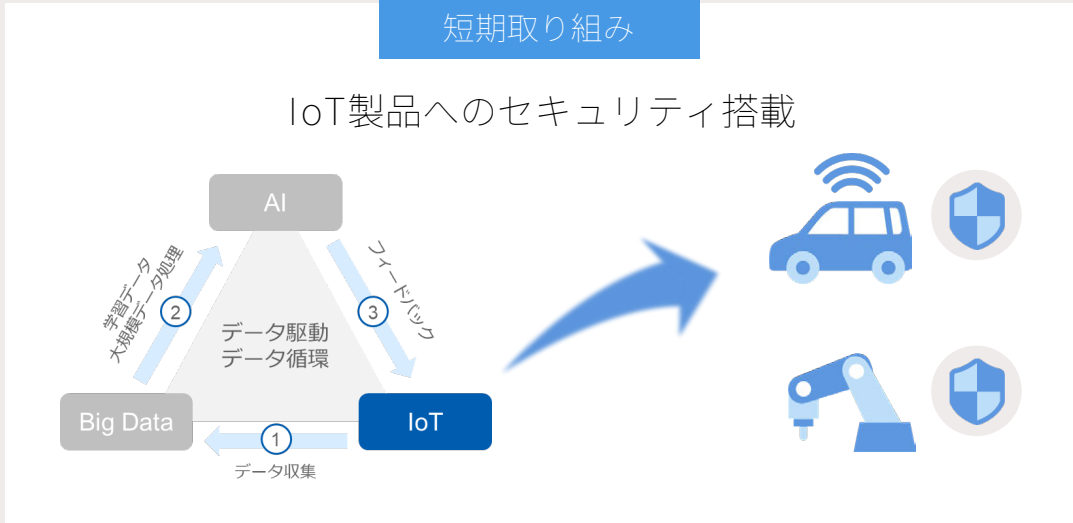 短期取り組み
IoT製品へのセキュリティ搭載
AI
学習データ
大規模データ処理
2
3
フィードバック
データ駆動
データ循環
Big Data
IoT
1
データ収集